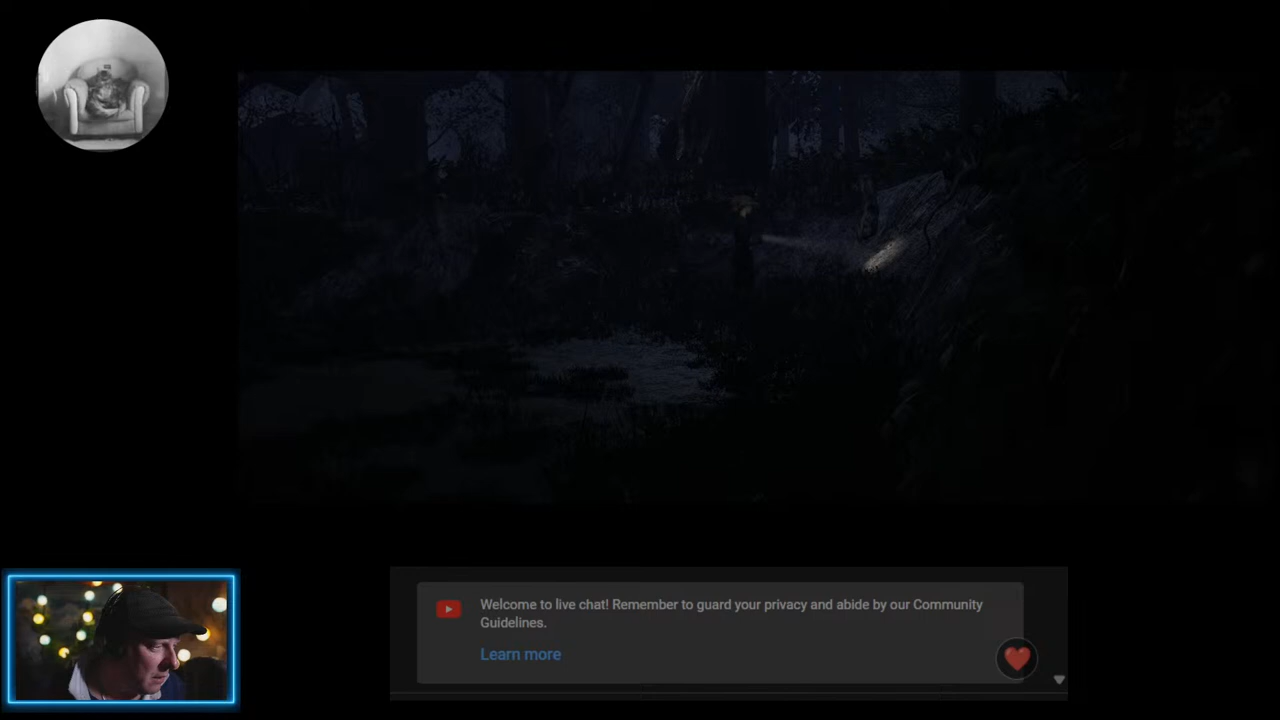 Welcome to live chat! Remember to guard your privacy and abide by our Community
Guidelines.
Learn more